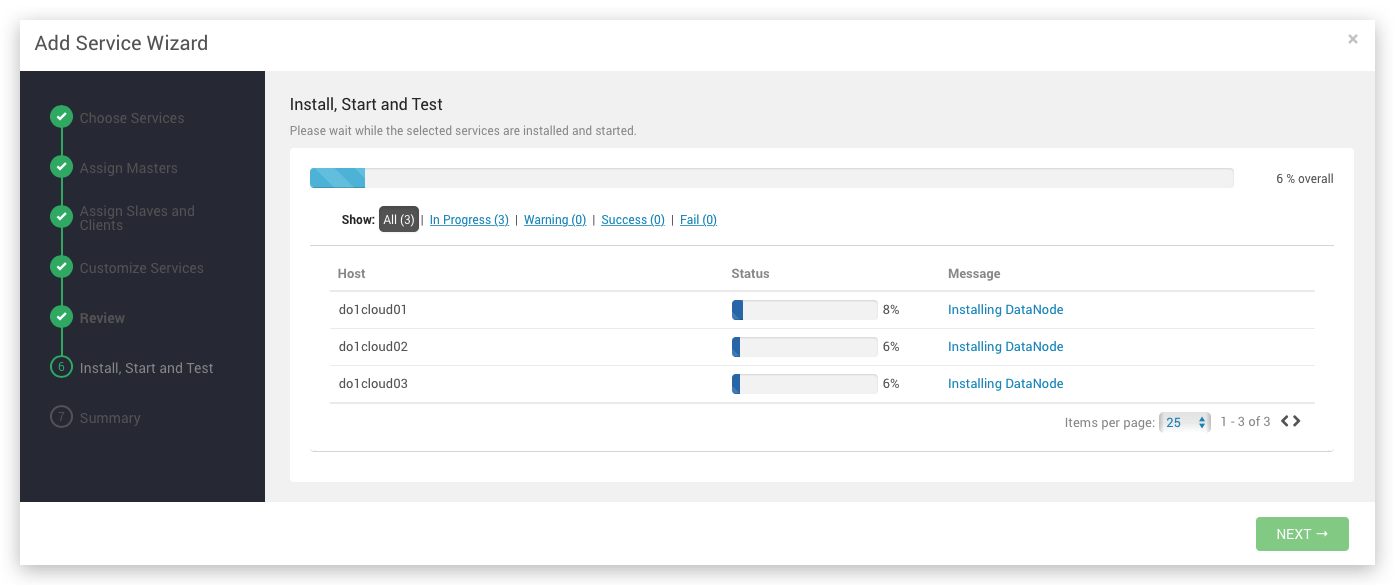 Add Service Wizard
×
Choose Services
Assign Masters
Assign Slaves and
Clients
Customize Services
Review
6 Install, Start and Test
7 Summary
Install, Start and Test
Please wait while the selected services are installed and started.
6 % overall
Show: All (3) | In Progress (3) | Warning (0) | Success (0) | Fail (0)
Host Status Message
do1cloud01 8% Installing DataNode
do1cloud02 6% Installing DataNode
do1cloud03 6% Installing DataNode
Items per page: 25 1 - 3 of 3
NEXT →